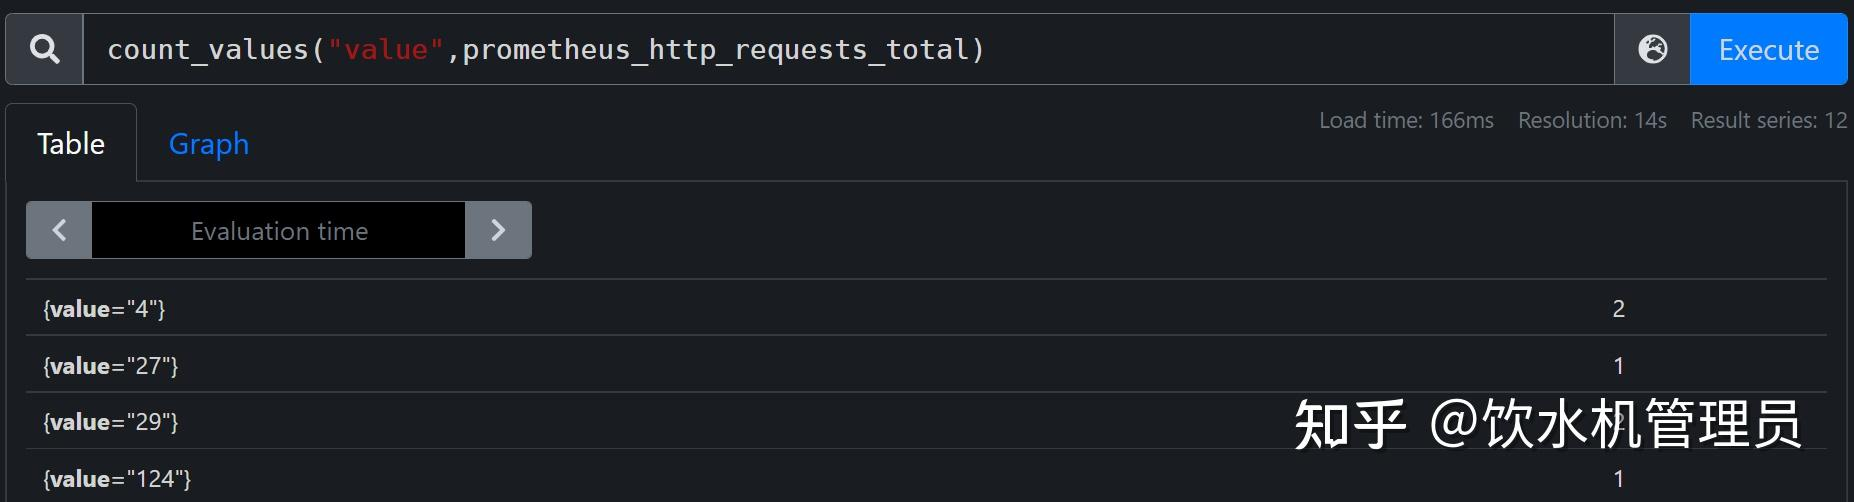 count_values("value",prometheus_http_requests_total)
Execute
Load time: 166ms Resolution: 14s Result series: 12
Table Graph
Evaluation time
{value="4"} 2
{value="27"} 1
{value="29"} 2
知乎 @饮水机管理员
{value="124"} 1